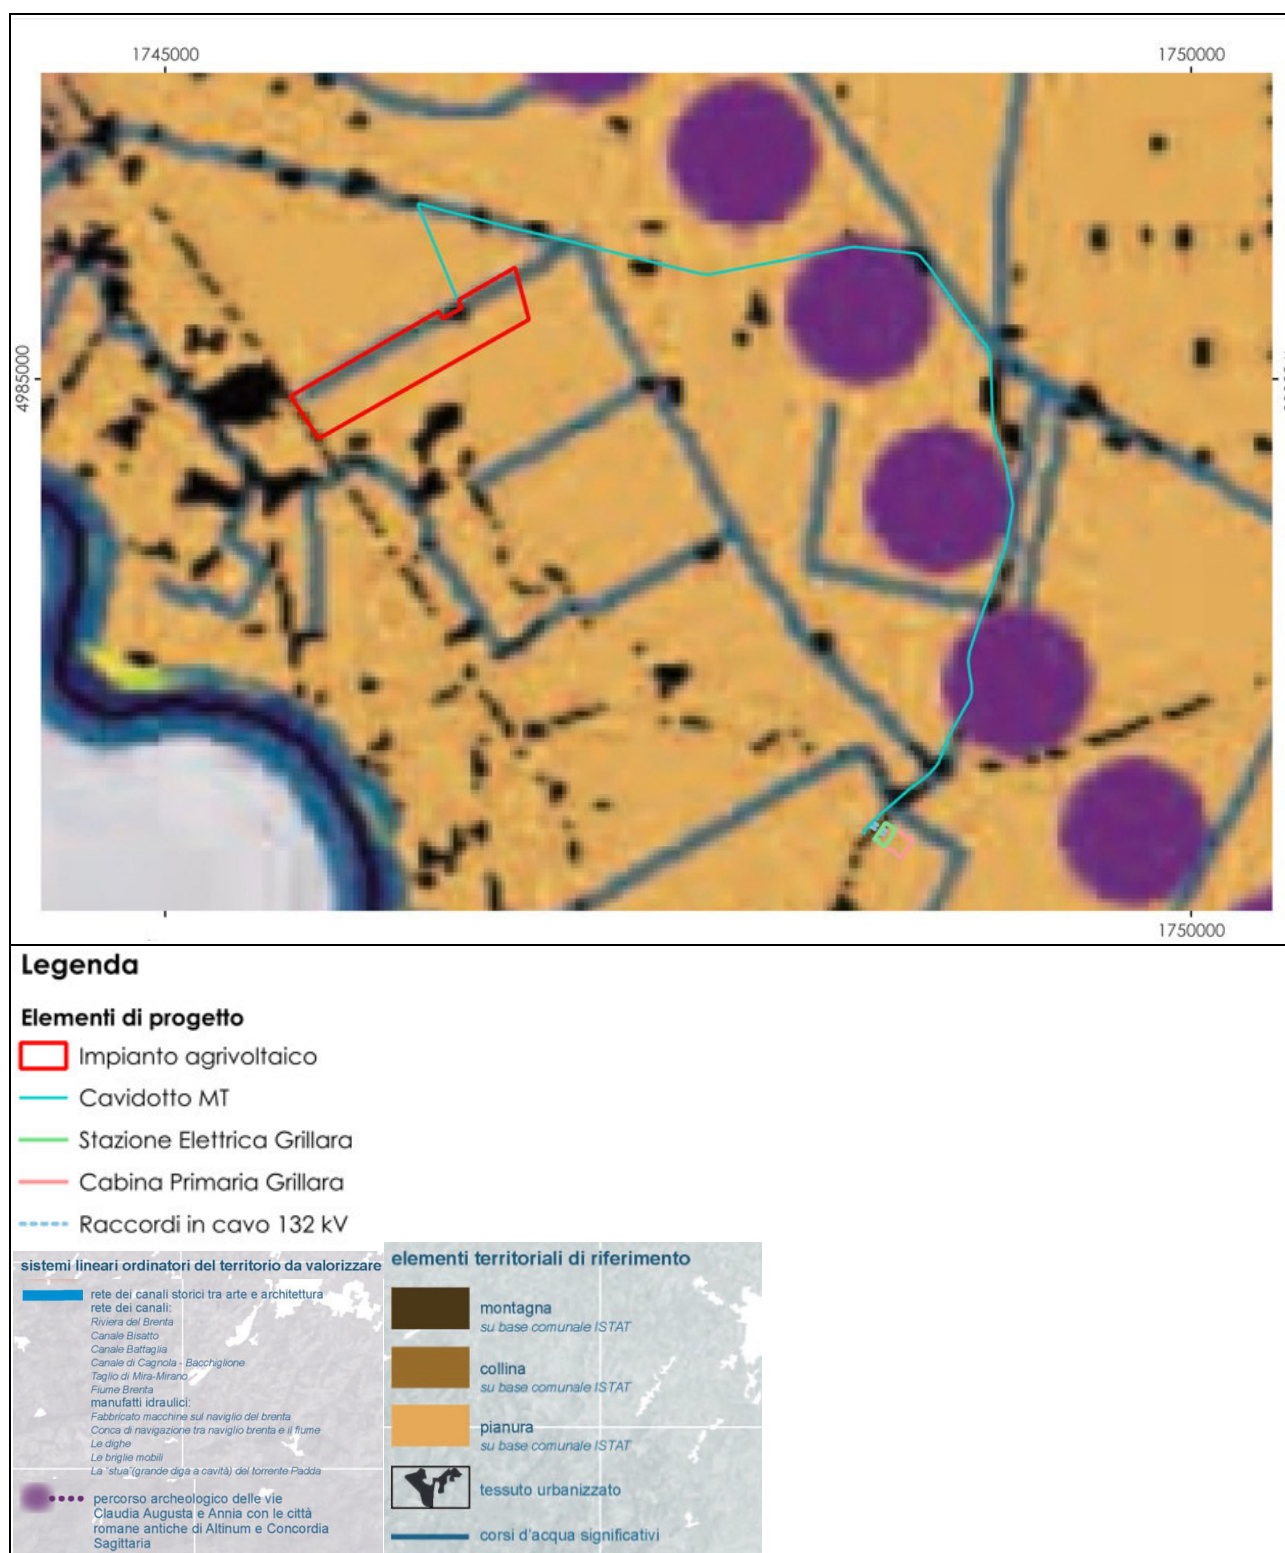 1745000
1750000
4985000
1750000
Legenda
Elementi di progetto
Impianto agrivoltaico
Cavidotto MT
Stazione Elettrica Grillara
Cabina Primaria Grillara
Raccordi in cavo 132 kV
sistemi lineari ordinatori del territorio da valorizzare
rete dei canali storici tra arte e architettura
rete dei canali:
Riviera del Brenta
Canale Bisatto
Canale Battaglia
Canale di Cagnola - Bacchiglione
Taglio di Mira-Mirano
Fiume Brenta
manufatti idraulici:
Fabbricato macchine sul naviglio del brenta
Conca di navigazione tra naviglio brenta e il fiume
Le dighe
Le briglie mobili
La "stua"(grande diga a cavità) del torrente Padda
percorso archeologico delle vie
Claudia Augusta e Annia con le città
romane antiche di Altinum e Concordia
Sagittaria
elementi territoriali di riferimento
montagna
su base comunale ISTAT
collina
su base comunale ISTAT
pianura
su base comunale ISTAT
tessuto urbanizzato
corsi d'acqua significativi